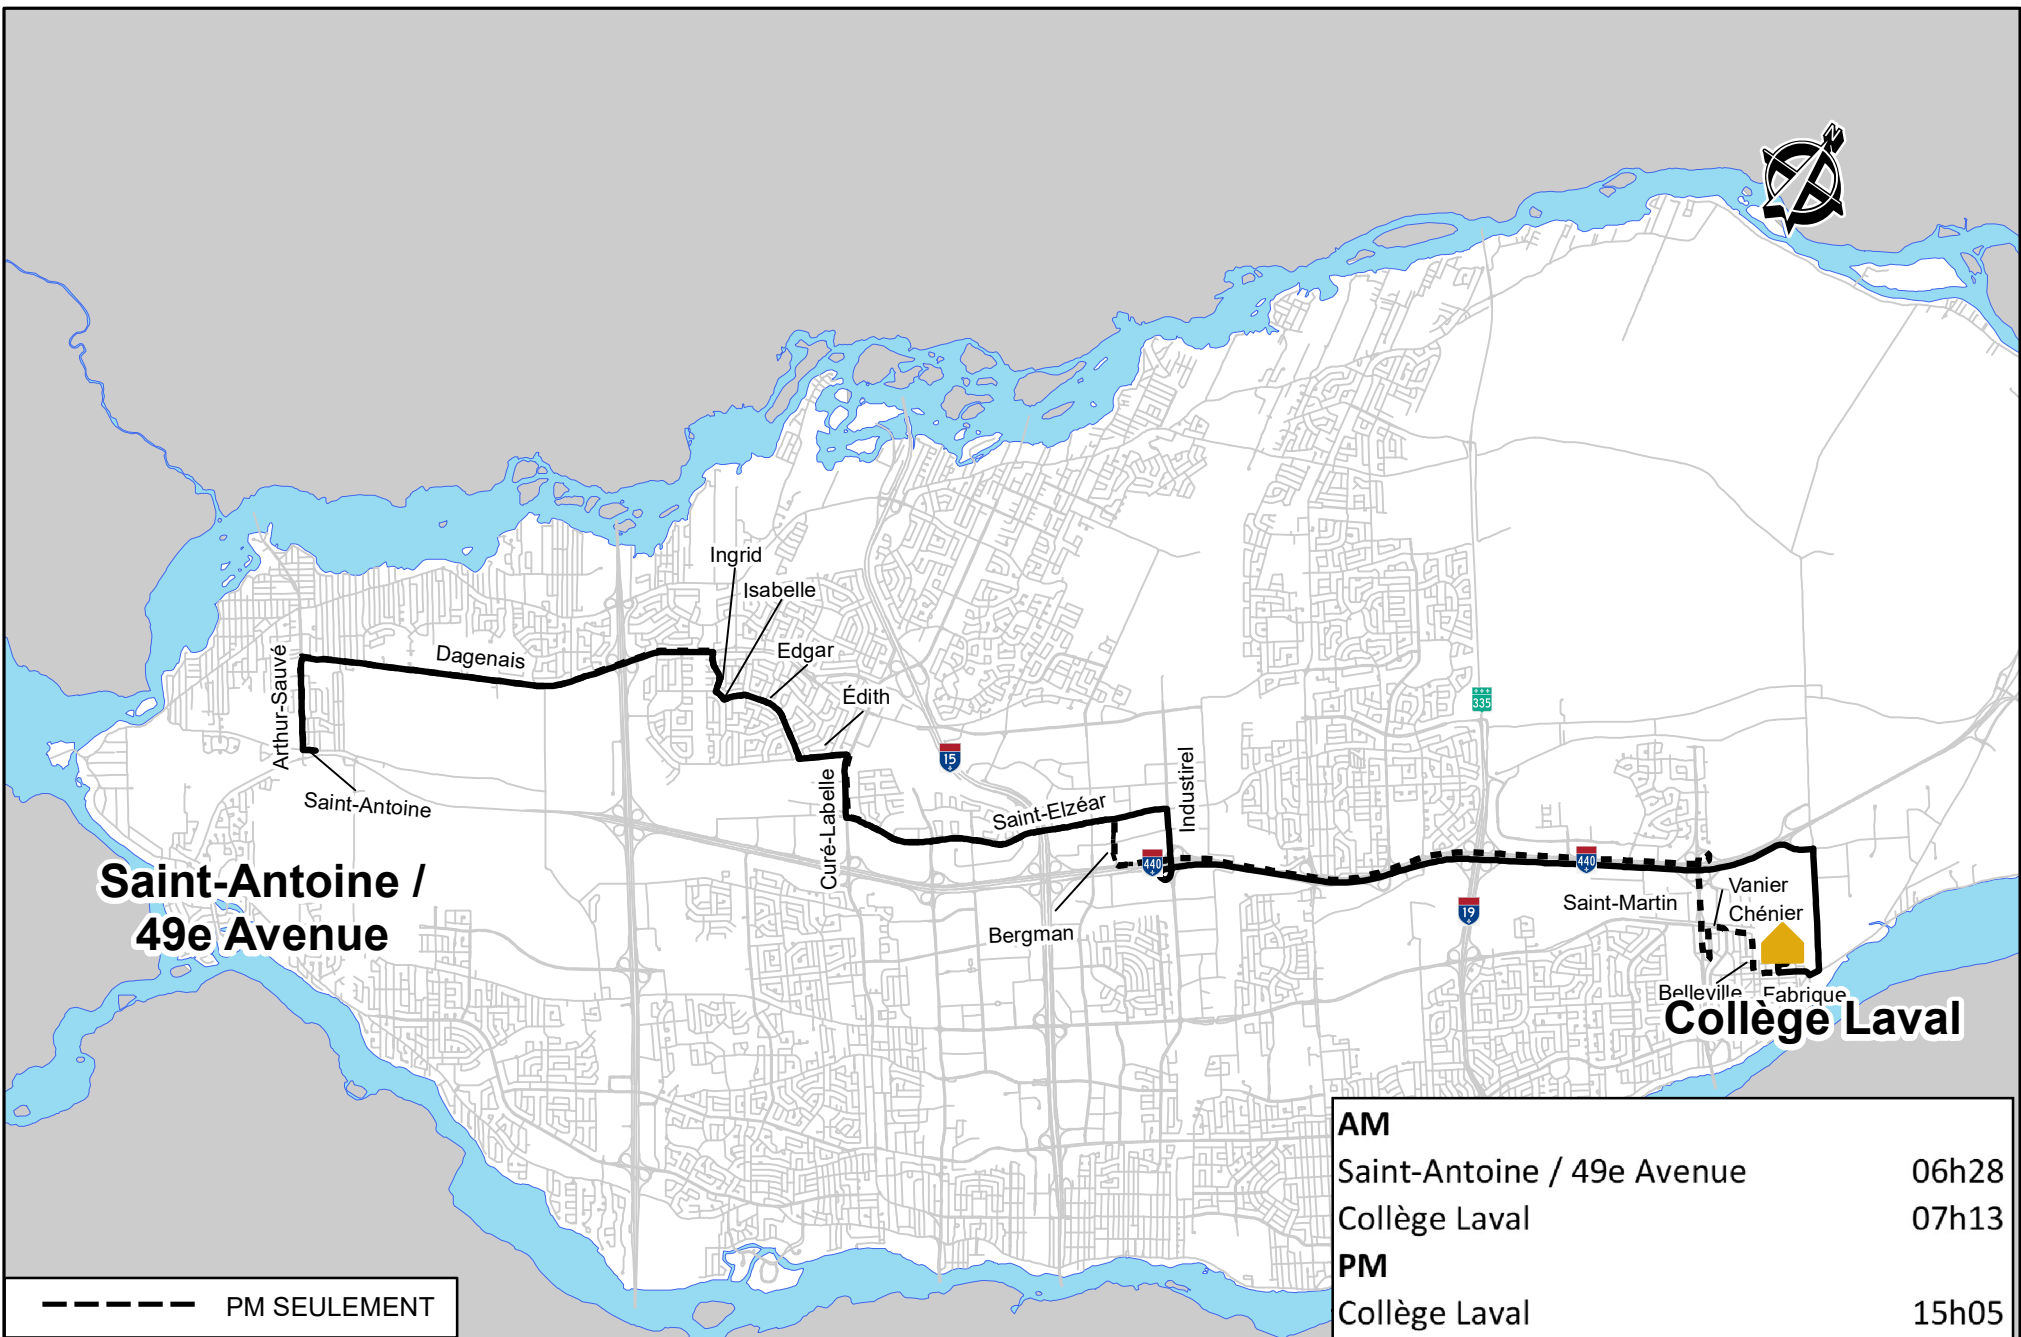 N
Ingrid
Isabelle
Edgar
Dagenais
Arthur-Sauvé
Édith
335
15
Saint-Antoine
Curé-Labelle
Saint-Elzéar
Industriel
440
440
Saint-Antoine /
49e Avenue
Bergman
19
Saint-Martin
Vanier
Chénier
Belleville
Fabrique
Collège Laval
AM
Saint-Antoine / 49e Avenue 06h28
Collège Laval 07h13
PM
Collège Laval 15h05
PM SEULEMENT